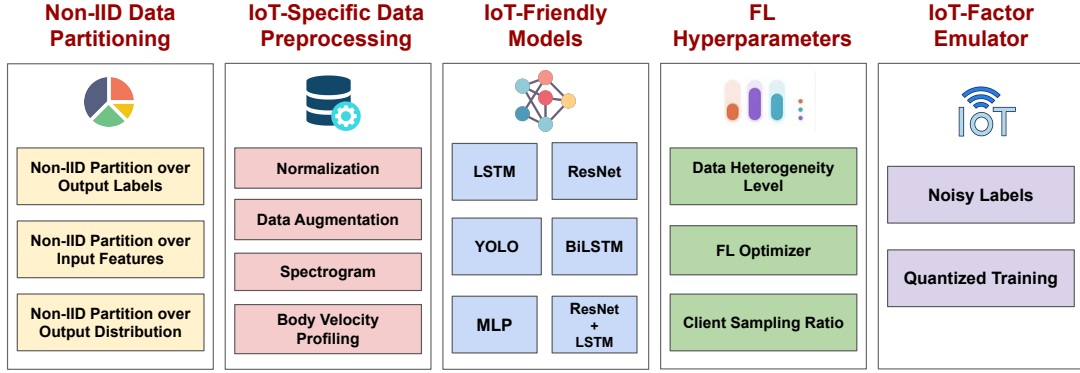 Non-IID Data
Partitioning
IoT-Specific Data
Preprocessing
IoT-Friendly
Models
FL
Hyperparameters
IoT-Factor
Emulator
Non-IID Partition over
Output Labels
Non-IID Partition over
Input Features
Non-IID Partition over
Output Distribution
Normalization
Data Augmentation
Spectrogram
Body Velocity
Profiling
LSTM
ResNet
YOLO
BiLSTM
MLP
ResNet
+
LSTM
Data Heterogeneity
Level
FL Optimizer
Client Sampling Ratio
IoT
Noisy Labels
Quantized Training